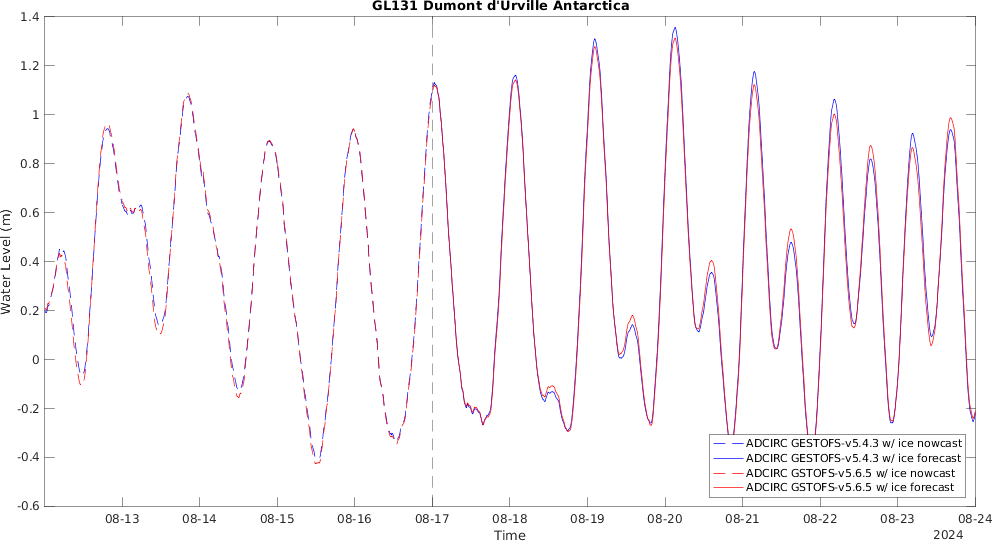 GL131 Dumont d'Urville Antarctica
1.4
1.2
1
0.8
0.6
0.4
0.2
0
-0.2
-0.4
-0.6
Water Level (m)
ADCIRC GESTOFS-v5.4.3 w/ ice nowcast
ADCIRC GESTOFS-v5.4.3 w/ ice forecast
ADCIRC GSTOFS-v5.6.5 w/ ice nowcast
ADCIRC GSTOFS-v5.6.5 w/ ice forecast
08-13 08-14 08-15 08-16 08-17 08-18 08-19 08-20 08-21 08-22 08-23 08-24
Time
2024